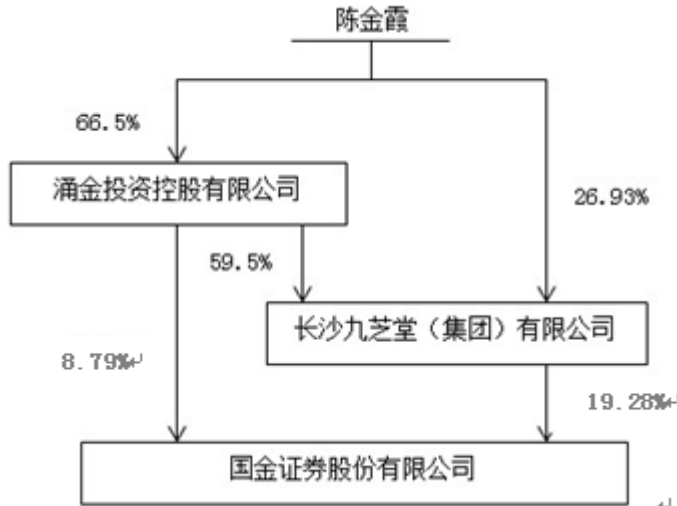 陈金霞
66.5%
涌金投资控股有限公司
26.93%
59.5%
长沙九芝堂（集团）有限公司
8.79%↵
19.28%↵
国金证券股份有限公司
↵